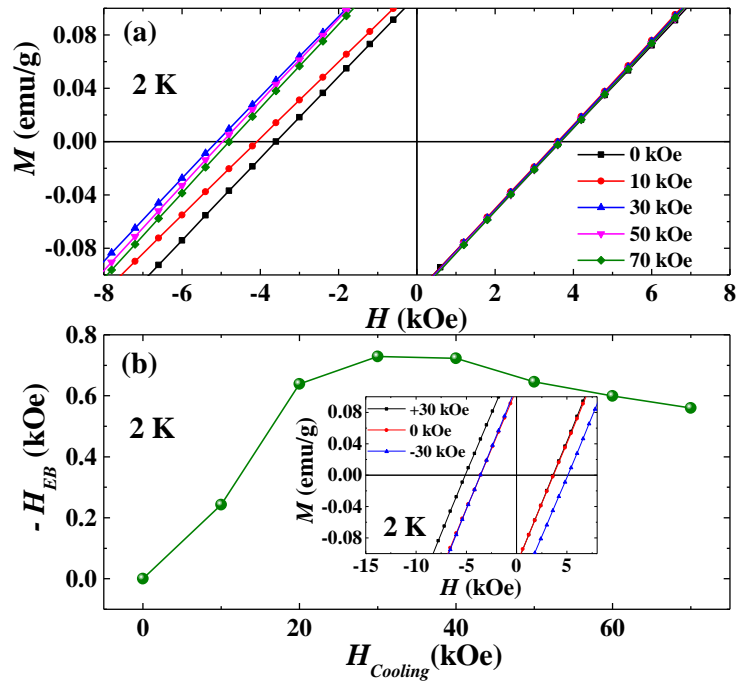 (a)
2 K
M (emu/g)
0.08
0.04
0.00
-0.04
-0.08
0 kOe
10 kOe
30 kOe
50 kOe
70 kOe
-8 -6 -4 -2 0 2 4 6 8
H (kOe)
(b)
2 K
- H_EB (kOe)
0.8
0.6
0.4
0.2
0.0
+30 kOe
0 kOe
-30 kOe
M (emu/g)
0.08
0.04
0.00
-0.04
-0.08
2 K
-15 -10 -5 0 5
H (kOe)
0 20 40 60
H_Cooling(kOe)